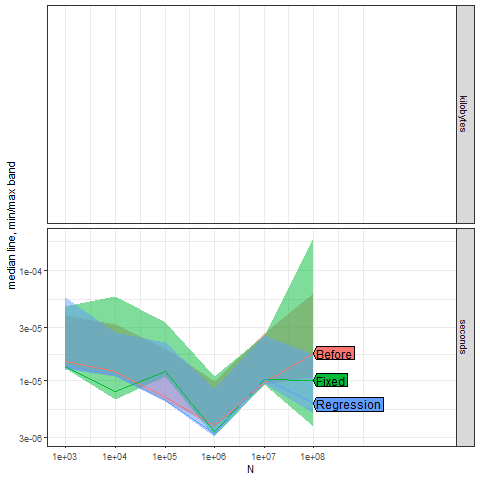 kilobytes
median line, min/max band
1e-04
3e-05
1e-05
3e-06
seconds
Before
Fixed
Regression
1e+03 1e+04 1e+05 1e+06 1e+07 1e+08
N